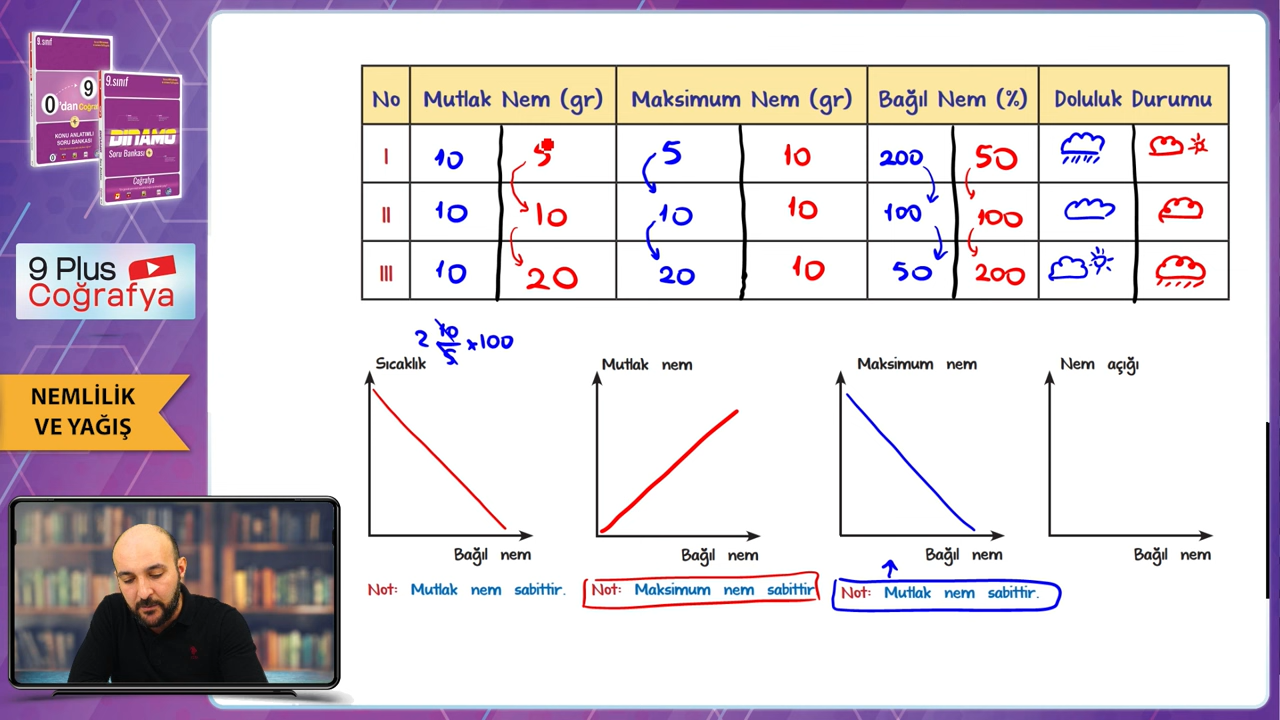 9.sınıf
0'dan 9
Coğrafya
KONU ANLATIMLI
SORU BANKASI
9.sınıf
DİNAMO
Soru Bankası
Coğrafya
9 Plus
Coğrafya
NEMLİLİK
VE YAĞIŞ
No Mutlak Nem (gr) Maksimum Nem (gr) Bağıl Nem (%) Doluluk Durumu
I 10 5 5 10 200 50
II 10 10 10 10 100 100
III 10 20 20 10 50 200
2 10/5 x100
Sıcaklık Mutlak nem Maksimum nem Nem açığı
Bağıl nem Bağıl nem Bağıl nem Bağıl nem
Not: Mutlak nem sabittir. Not: Maksimum nem sabittir Not: Mutlak nem sabittir.